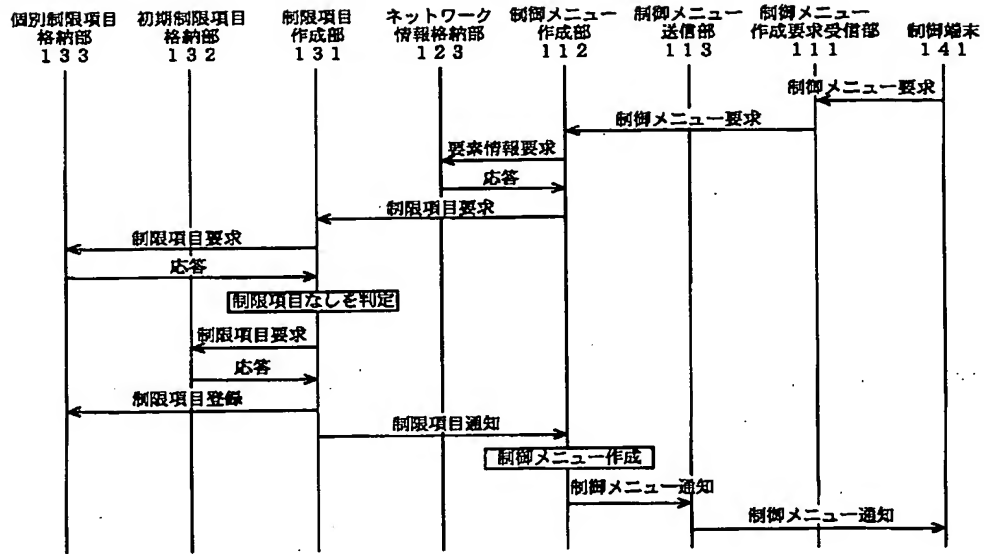 個別制限項目 初期制限項目 制限項目 ネットワーク 制御メニュー 制御メニュー 制御メニュー
格納部 格納部 作成部 情報格納部 作成部 送信部 作成要求受信部 制御端末
１３３ １３２ １３１ １２３ １１２ １１３ １１１ １４１
制御メニュー要求
制御メニュー要求
要素情報要求
応答
制限項目要求
制限項目要求
応答
制限項目なしを判定
制限項目要求
応答
制限項目登録
制限項目通知
制御メニュー作成
制御メニュー通知
制御メニュー通知